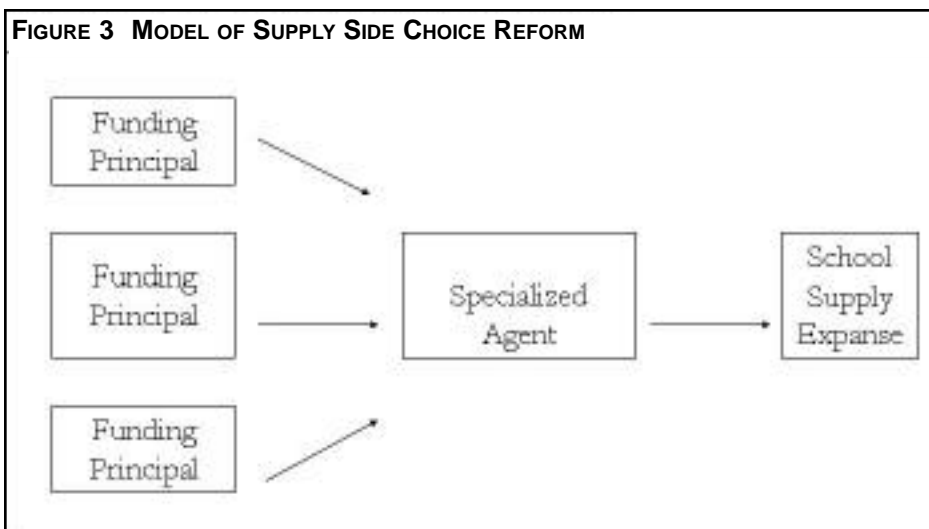 FIGURE 3 MODEL OF SUPPLY SIDE CHOICE REFORM
Funding
Principal
Funding
Principal
Specialized
Agent
School
Supply
Expanse
Funding
Principal